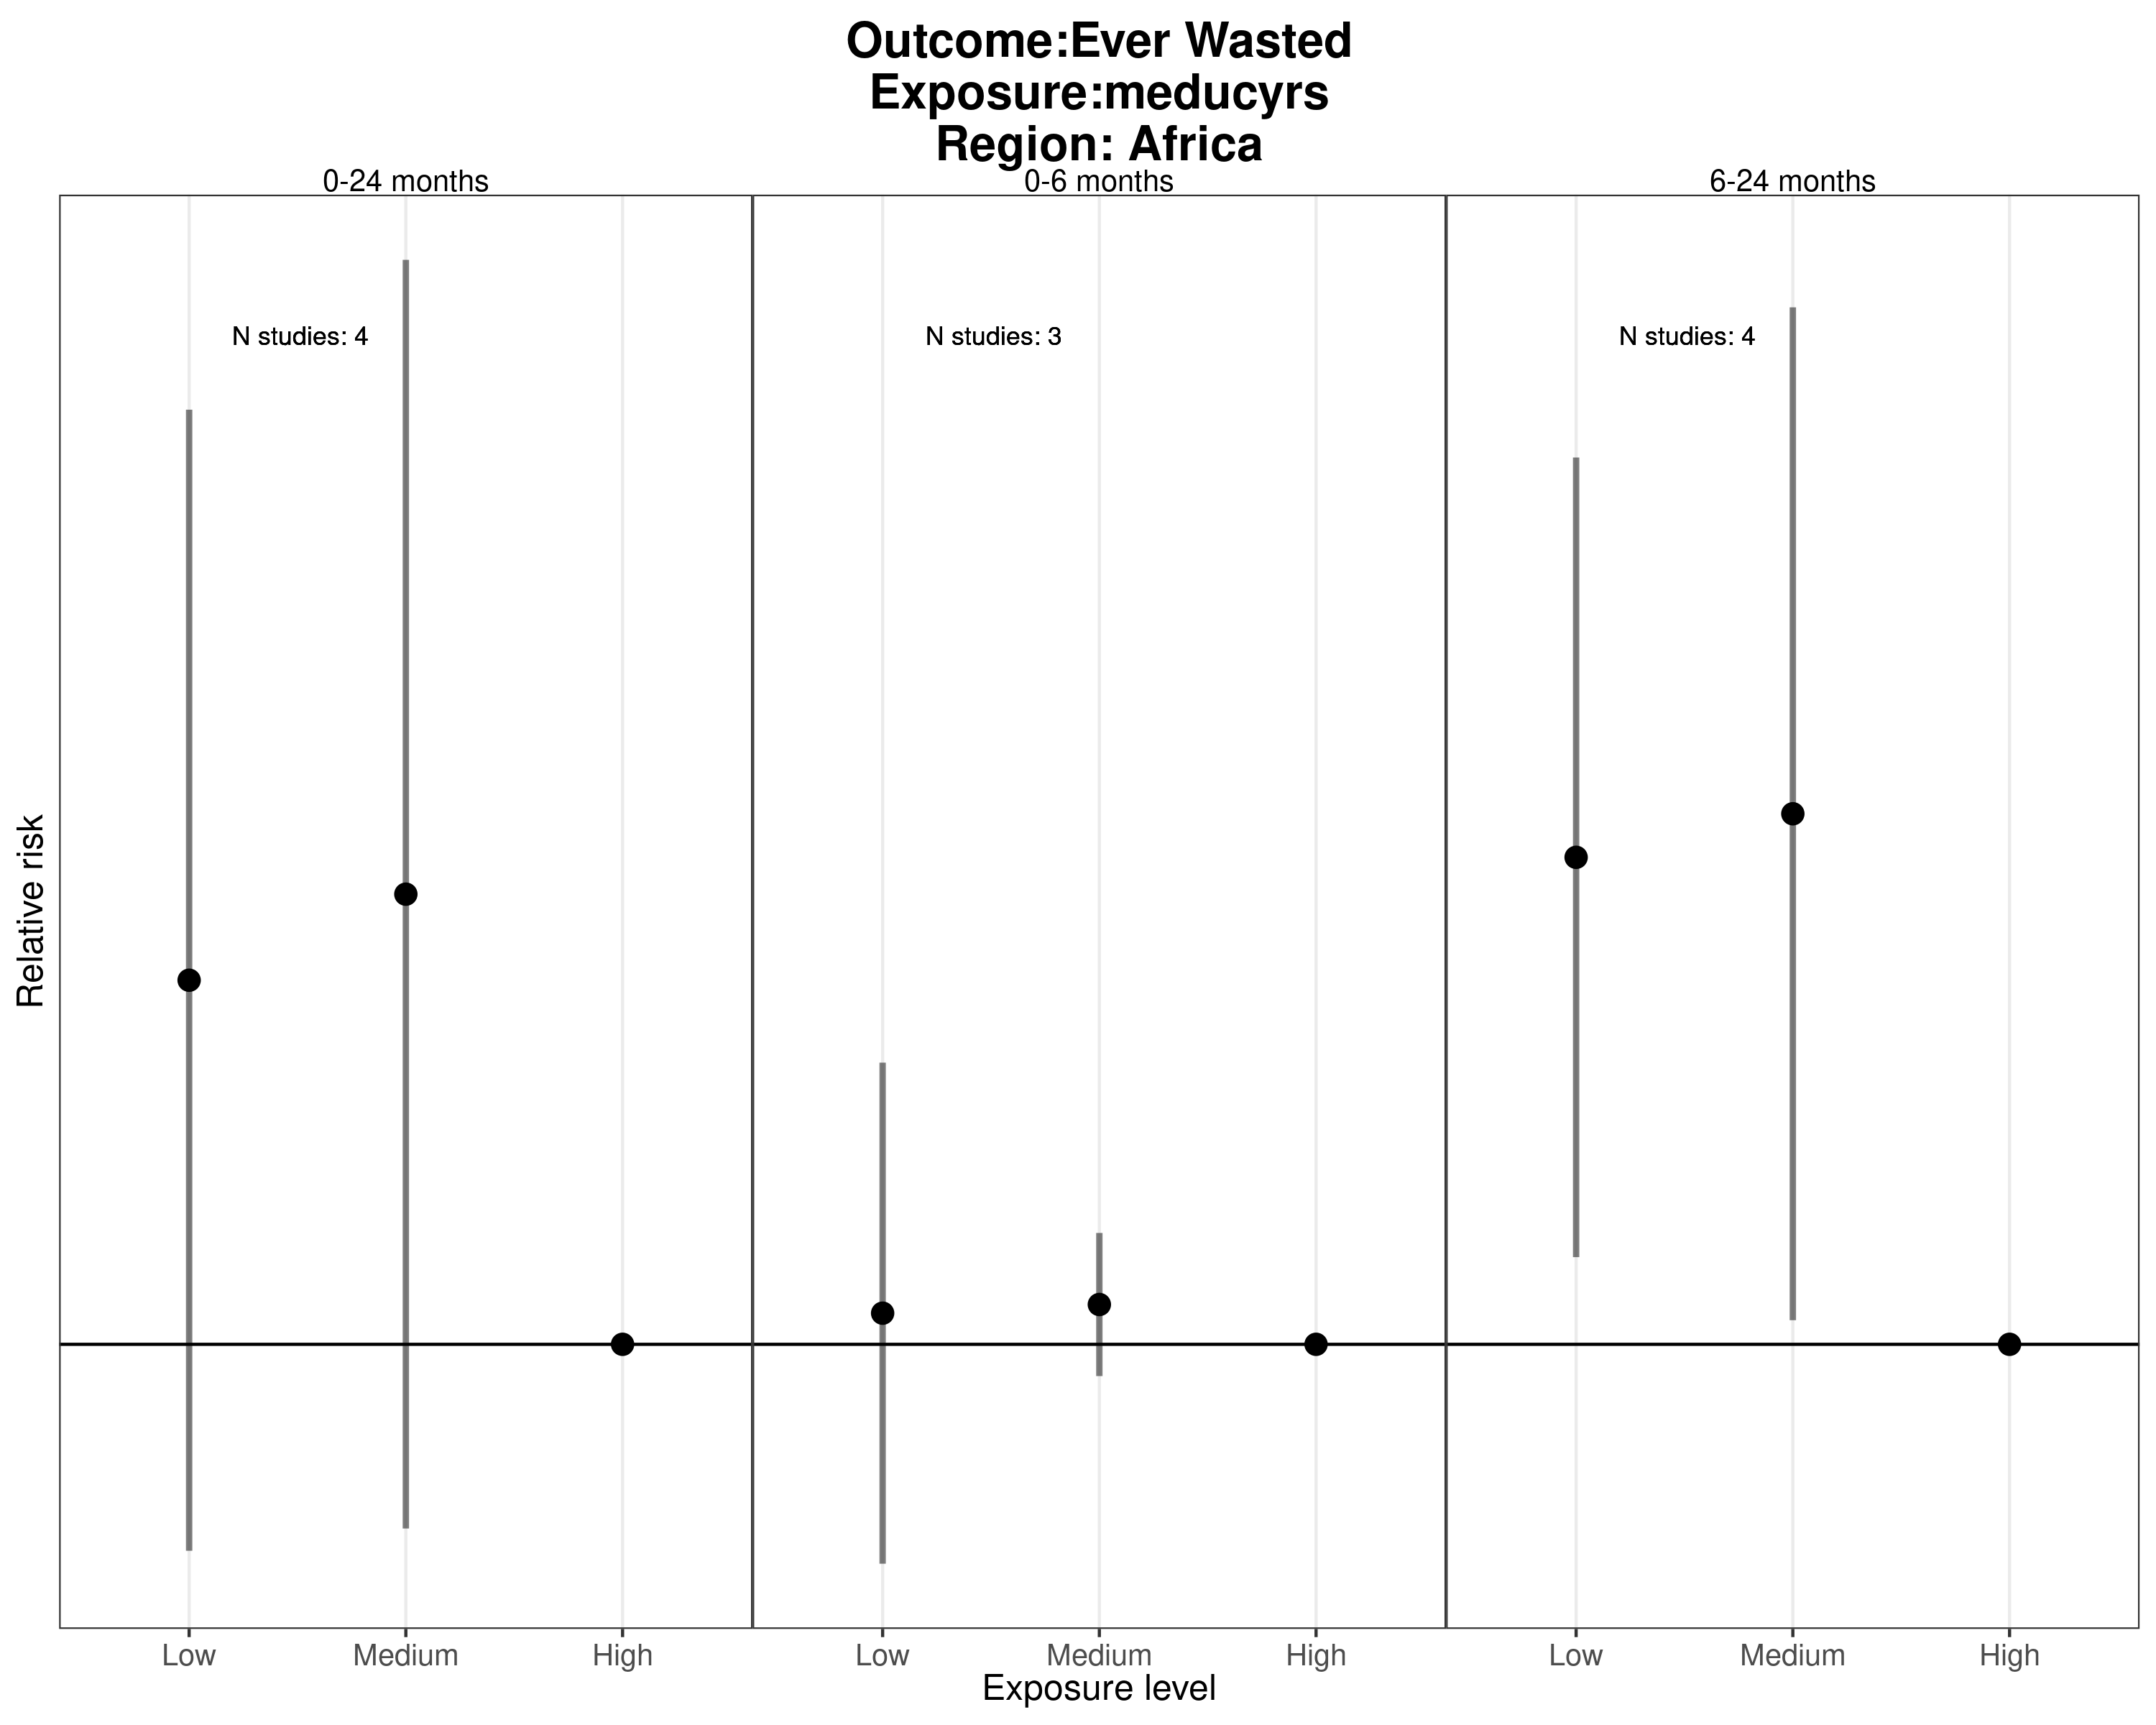 Outcome:Ever Wasted
Exposure:meducyrs
Region: Africa
0-24 months
0-6 months
6-24 months
N studies: 4
N studies: 3
N studies: 4
Relative risk
Low Medium High Low Medium High Low Medium High
Exposure level